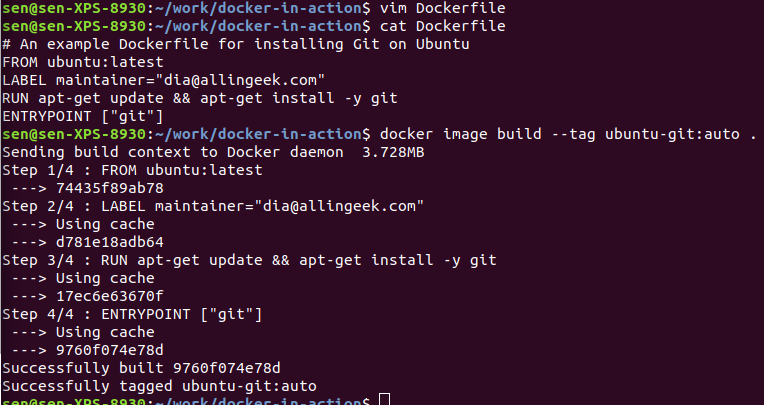 sen@sen-XPS-8930:~/work/docker-in-action$ vim Dockerfile
sen@sen-XPS-8930:~/work/docker-in-action$ cat Dockerfile
# An example Dockerfile for installing Git on Ubuntu
FROM ubuntu:latest
LABEL maintainer="dia@allingeek.com"
RUN apt-get update && apt-get install -y git
ENTRYPOINT ["git"]
sen@sen-XPS-8930:~/work/docker-in-action$ docker image build --tag ubuntu-git:auto .
Sending build context to Docker daemon  3.728MB
Step 1/4 : FROM ubuntu:latest
 ---> 74435f89ab78
Step 2/4 : LABEL maintainer="dia@allingeek.com"
 ---> Using cache
 ---> d781e18adb64
Step 3/4 : RUN apt-get update && apt-get install -y git
 ---> Using cache
 ---> 17ec6e63670f
Step 4/4 : ENTRYPOINT ["git"]
 ---> Using cache
 ---> 9760f074e78d
Successfully built 9760f074e78d
Successfully tagged ubuntu-git:auto
sen@sen-XPS-8930:~/work/docker-in-action$